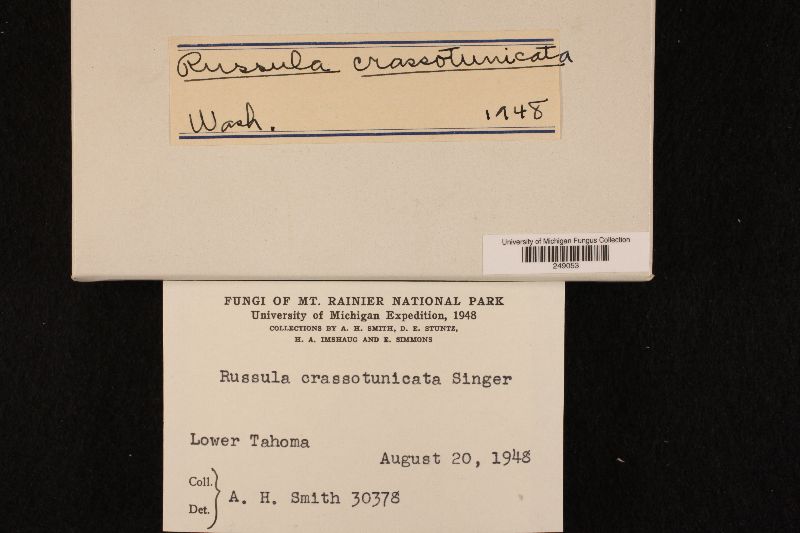 Russula crassotunicata
Wash. 1948
University of Michigan Fungus Collection
249053
FUNGI OF MT. RAINIER NATIONAL PARK
University of Michigan Expedition, 1948
COLLECTIONS BY A. H. SMITH, D. E. STUNTZ,
H. A. IMSHAUG AND E. SIMMONS
Russula crassotunicata Singer
Lower Tahoma
August 20, 1948
Coll.
Det.
A. H. Smith 30378